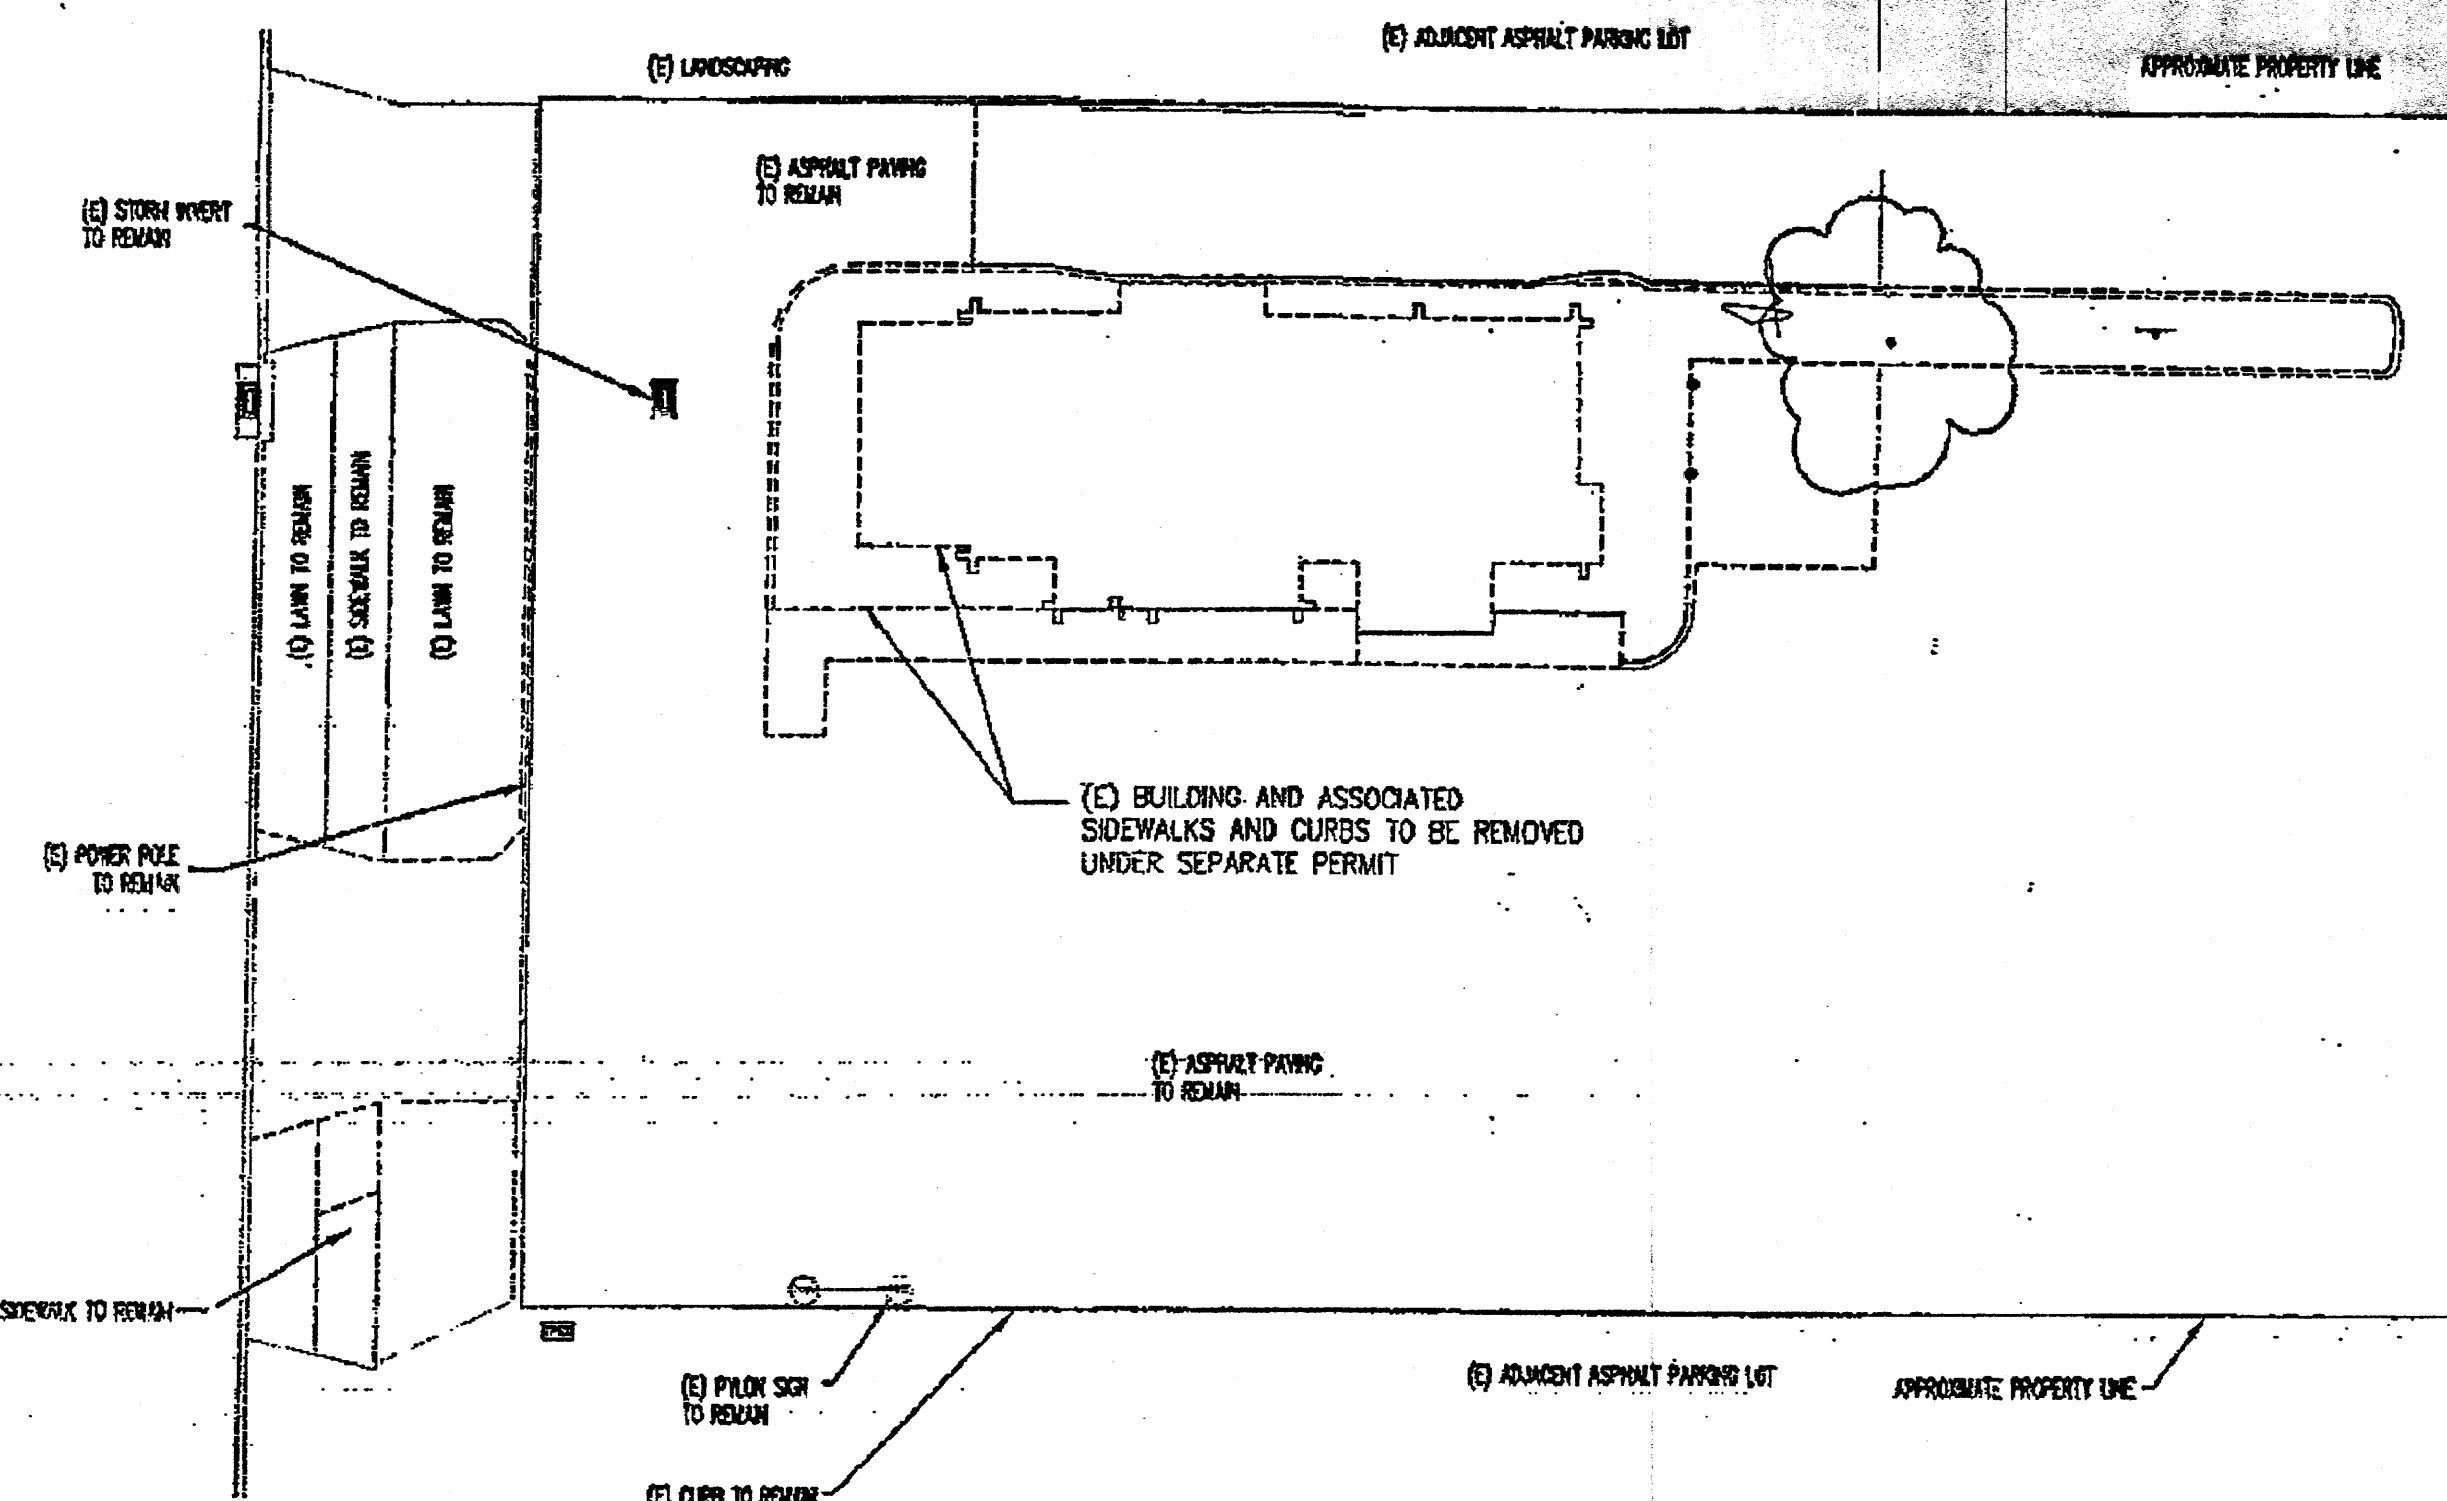 (E) ADJACENT ASPHALT PARKING LOT
(E) LANDSCAPING
APPROXIMATE PROPERTY LINE
(E) ASPHALT PAVING
TO REMAIN
(E) STORM INVERT
TO REMAIN
(E) LAWN TO REMAIN
(E) SIDEWALK TO REMAIN
(E) LAWN TO REMAIN
(E) BUILDING AND ASSOCIATED
SIDEWALKS AND CURBS TO BE REMOVED
UNDER SEPARATE PERMIT
(E) POWER POLE
TO REMAIN
(E) ASPHALT PAVING
TO REMAIN
SIDEWALK TO REMAIN
(E) PYLON SIGN
TO REMAIN
(E) ADJACENT ASPHALT PARKING LOT
APPROXIMATE PROPERTY LINE
(E) CURB TO REMAIN